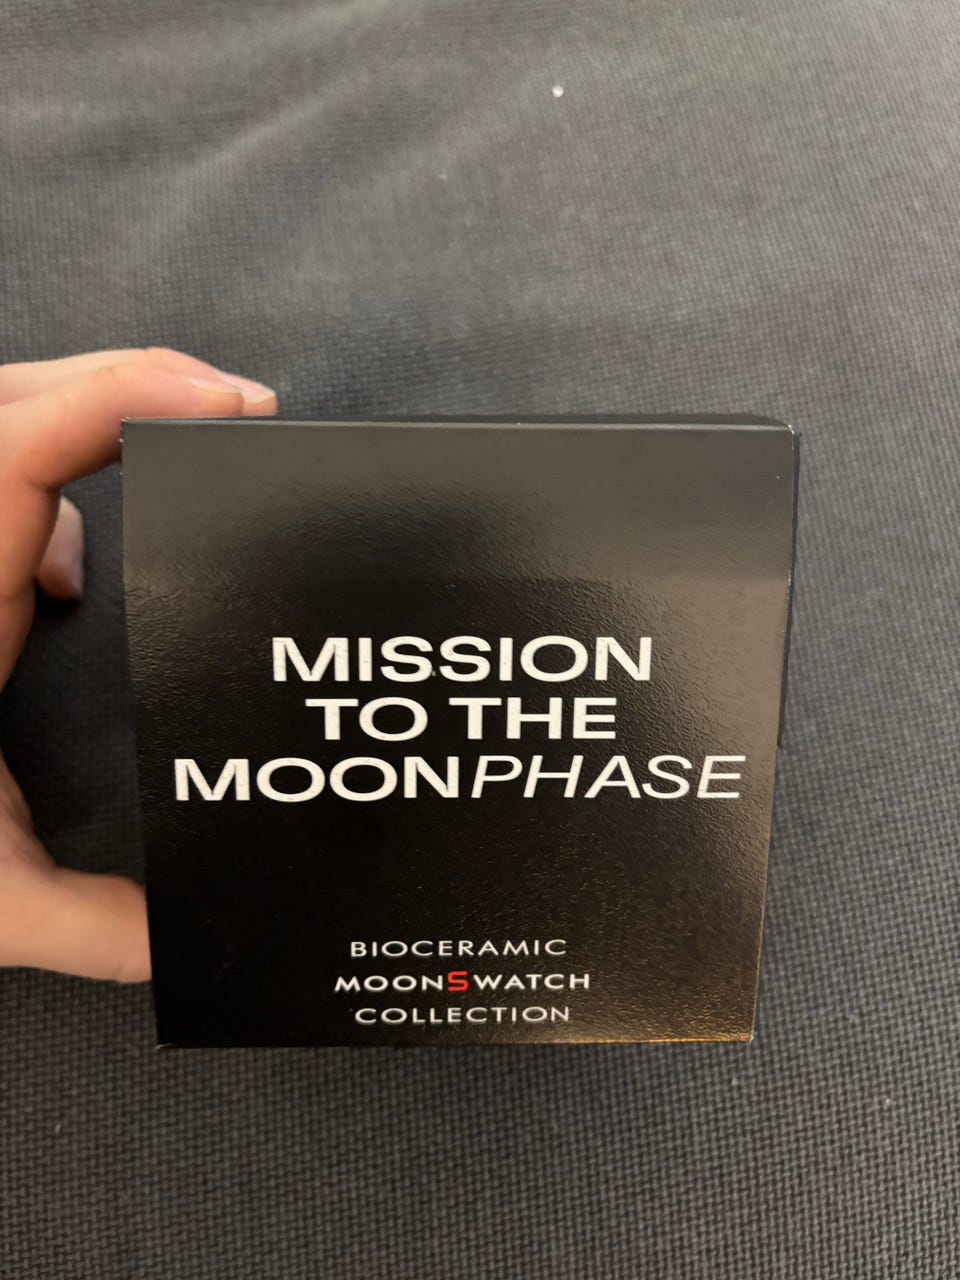 MISSION
TO THE
MOONPHASE
BIOCERAMIC
MOONSWATCH
COLLECTION